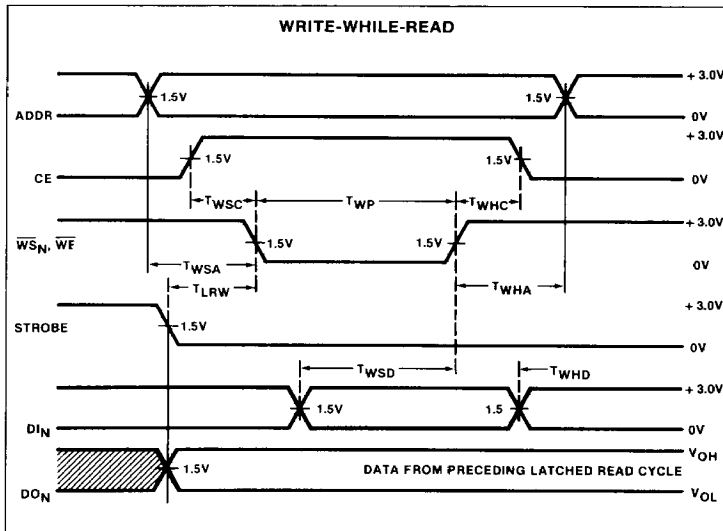 WRITE-WHILE-READ
+ 3.0V
1.5V 1.5V
ADDR 0V
+ 3.0V
1.5V 1.5V
CE 0V
TWSC TWP TWHC
+ 3.0V
WSN, WE 1.5V 1.5V
TWSA 0V
TLRW TWHA
+ 3.0V
STROBE 1.5V
0V
TWSD TWHD
+ 3.0V
1.5V 1.5
DIN 0V
VOH
1.5V DATA FROM PRECEDING LATCHED READ CYCLE
DON VOL